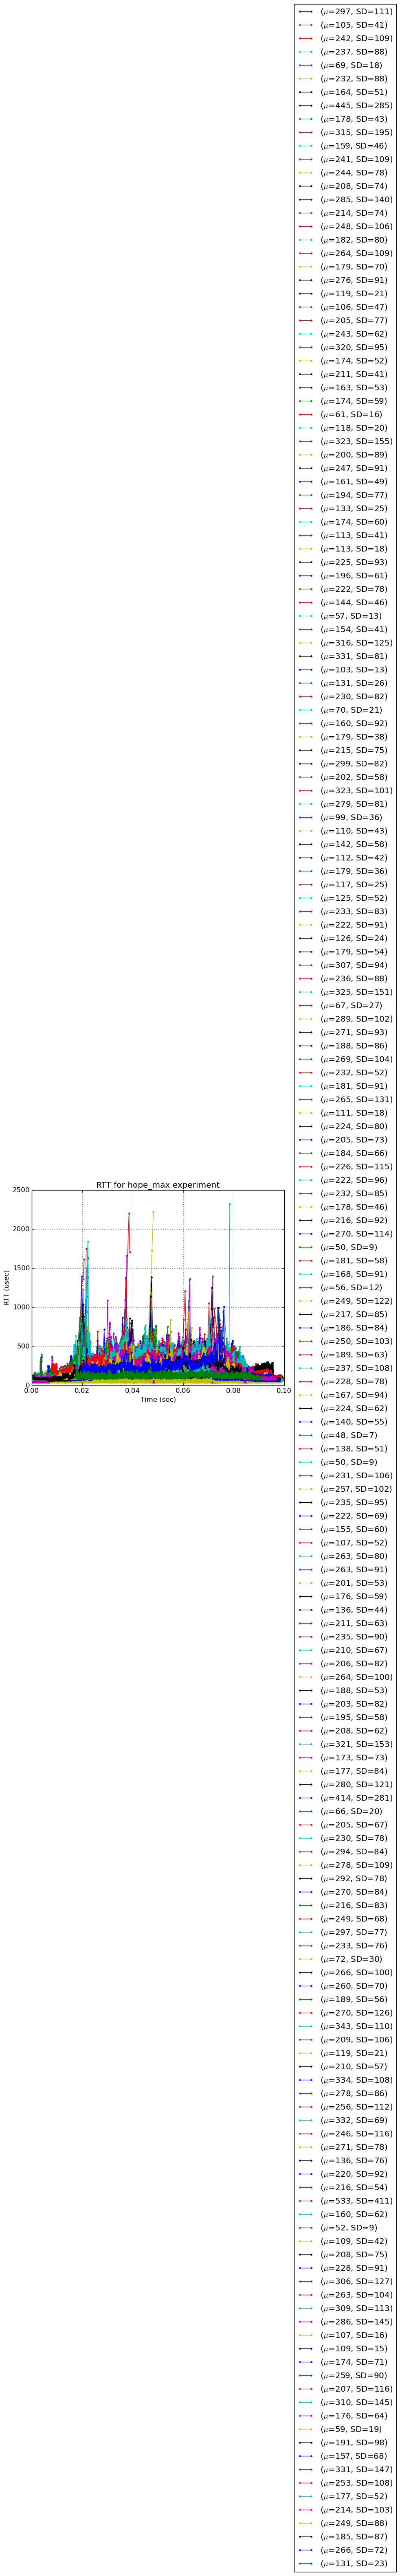 (μ=297, SD=111)
(μ=105, SD=41)
(μ=242, SD=109)
(μ=237, SD=88)
(μ=69, SD=18)
(μ=232, SD=88)
(μ=164, SD=51)
(μ=445, SD=285)
(μ=178, SD=43)
(μ=315, SD=195)
(μ=159, SD=46)
(μ=241, SD=109)
(μ=244, SD=78)
(μ=208, SD=74)
(μ=285, SD=140)
(μ=214, SD=74)
(μ=248, SD=106)
(μ=182, SD=80)
(μ=264, SD=109)
(μ=179, SD=70)
(μ=276, SD=91)
(μ=119, SD=21)
(μ=106, SD=47)
(μ=205, SD=77)
(μ=243, SD=62)
(μ=320, SD=95)
(μ=174, SD=52)
(μ=211, SD=41)
(μ=163, SD=53)
(μ=174, SD=59)
(μ=61, SD=16)
(μ=118, SD=20)
(μ=323, SD=155)
(μ=200, SD=89)
(μ=247, SD=91)
(μ=161, SD=49)
(μ=194, SD=77)
(μ=133, SD=25)
(μ=174, SD=60)
(μ=113, SD=41)
(μ=113, SD=18)
(μ=225, SD=93)
(μ=196, SD=61)
(μ=222, SD=78)
(μ=144, SD=46)
(μ=57, SD=13)
(μ=154, SD=41)
(μ=316, SD=125)
(μ=331, SD=81)
(μ=103, SD=13)
(μ=131, SD=26)
(μ=230, SD=82)
(μ=70, SD=21)
(μ=160, SD=92)
(μ=179, SD=38)
(μ=215, SD=75)
(μ=299, SD=82)
(μ=202, SD=58)
(μ=323, SD=101)
(μ=279, SD=81)
(μ=99, SD=36)
(μ=110, SD=43)
(μ=142, SD=58)
(μ=112, SD=42)
(μ=179, SD=36)
(μ=117, SD=25)
(μ=125, SD=52)
(μ=233, SD=83)
(μ=222, SD=91)
(μ=126, SD=24)
(μ=179, SD=54)
(μ=307, SD=94)
(μ=236, SD=88)
(μ=325, SD=151)
(μ=67, SD=27)
(μ=289, SD=102)
(μ=271, SD=93)
(μ=188, SD=86)
(μ=269, SD=104)
(μ=232, SD=52)
(μ=181, SD=91)
(μ=265, SD=131)
(μ=111, SD=18)
(μ=224, SD=80)
(μ=205, SD=73)
(μ=184, SD=66)
(μ=226, SD=115)
(μ=222, SD=96)
(μ=232, SD=85)
(μ=178, SD=46)
(μ=216, SD=92)
(μ=270, SD=114)
(μ=50, SD=9)
(μ=181, SD=58)
(μ=168, SD=91)
(μ=56, SD=12)
(μ=249, SD=122)
(μ=217, SD=85)
(μ=186, SD=84)
(μ=250, SD=103)
(μ=189, SD=63)
(μ=237, SD=108)
(μ=228, SD=78)
(μ=167, SD=94)
(μ=224, SD=62)
(μ=140, SD=55)
(μ=48, SD=7)
(μ=138, SD=51)
(μ=50, SD=9)
(μ=231, SD=106)
(μ=257, SD=102)
(μ=235, SD=95)
(μ=222, SD=69)
(μ=155, SD=60)
(μ=107, SD=52)
(μ=263, SD=80)
(μ=263, SD=91)
(μ=201, SD=53)
(μ=176, SD=59)
(μ=136, SD=44)
(μ=211, SD=63)
(μ=235, SD=90)
(μ=210, SD=67)
(μ=206, SD=82)
(μ=264, SD=100)
(μ=188, SD=53)
(μ=203, SD=82)
(μ=195, SD=58)
(μ=208, SD=62)
(μ=321, SD=153)
(μ=173, SD=73)
(μ=177, SD=84)
(μ=280, SD=121)
(μ=414, SD=281)
(μ=66, SD=20)
(μ=205, SD=67)
(μ=230, SD=78)
(μ=294, SD=84)
(μ=278, SD=109)
(μ=292, SD=78)
(μ=270, SD=84)
(μ=216, SD=83)
(μ=249, SD=68)
(μ=297, SD=77)
(μ=233, SD=76)
(μ=72, SD=30)
(μ=266, SD=100)
(μ=260, SD=70)
(μ=189, SD=56)
(μ=270, SD=126)
(μ=343, SD=110)
(μ=209, SD=106)
(μ=119, SD=21)
(μ=210, SD=57)
(μ=334, SD=108)
(μ=278, SD=86)
(μ=256, SD=112)
(μ=332, SD=69)
(μ=246, SD=116)
(μ=271, SD=78)
(μ=136, SD=76)
(μ=220, SD=92)
(μ=216, SD=54)
(μ=533, SD=411)
(μ=160, SD=62)
(μ=52, SD=9)
(μ=109, SD=42)
(μ=208, SD=75)
(μ=228, SD=91)
(μ=306, SD=127)
(μ=263, SD=104)
(μ=309, SD=113)
(μ=286, SD=145)
(μ=107, SD=16)
(μ=109, SD=15)
(μ=174, SD=71)
(μ=259, SD=90)
(μ=207, SD=116)
(μ=310, SD=145)
(μ=176, SD=64)
(μ=59, SD=19)
(μ=191, SD=98)
(μ=157, SD=68)
(μ=331, SD=147)
(μ=253, SD=108)
(μ=177, SD=52)
(μ=214, SD=103)
(μ=249, SD=88)
(μ=185, SD=87)
(μ=266, SD=72)
(μ=131, SD=23)
RTT for hope_max experiment
2500
2000
1500
1000
500
0
RTT (usec)
0.00 0.02 0.04 0.06 0.08 0.10
Time (sec)